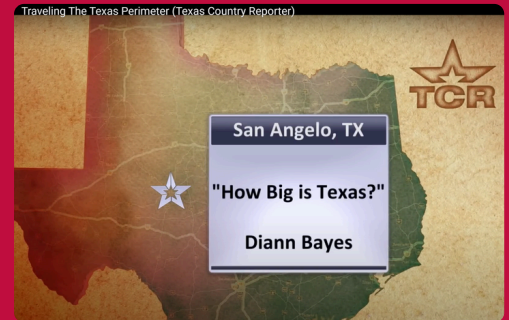 Traveling The Texas Perimeter (Texas Country Reporter)
TCR
San Angelo, TX
"How Big is Texas?"
Diann Bayes